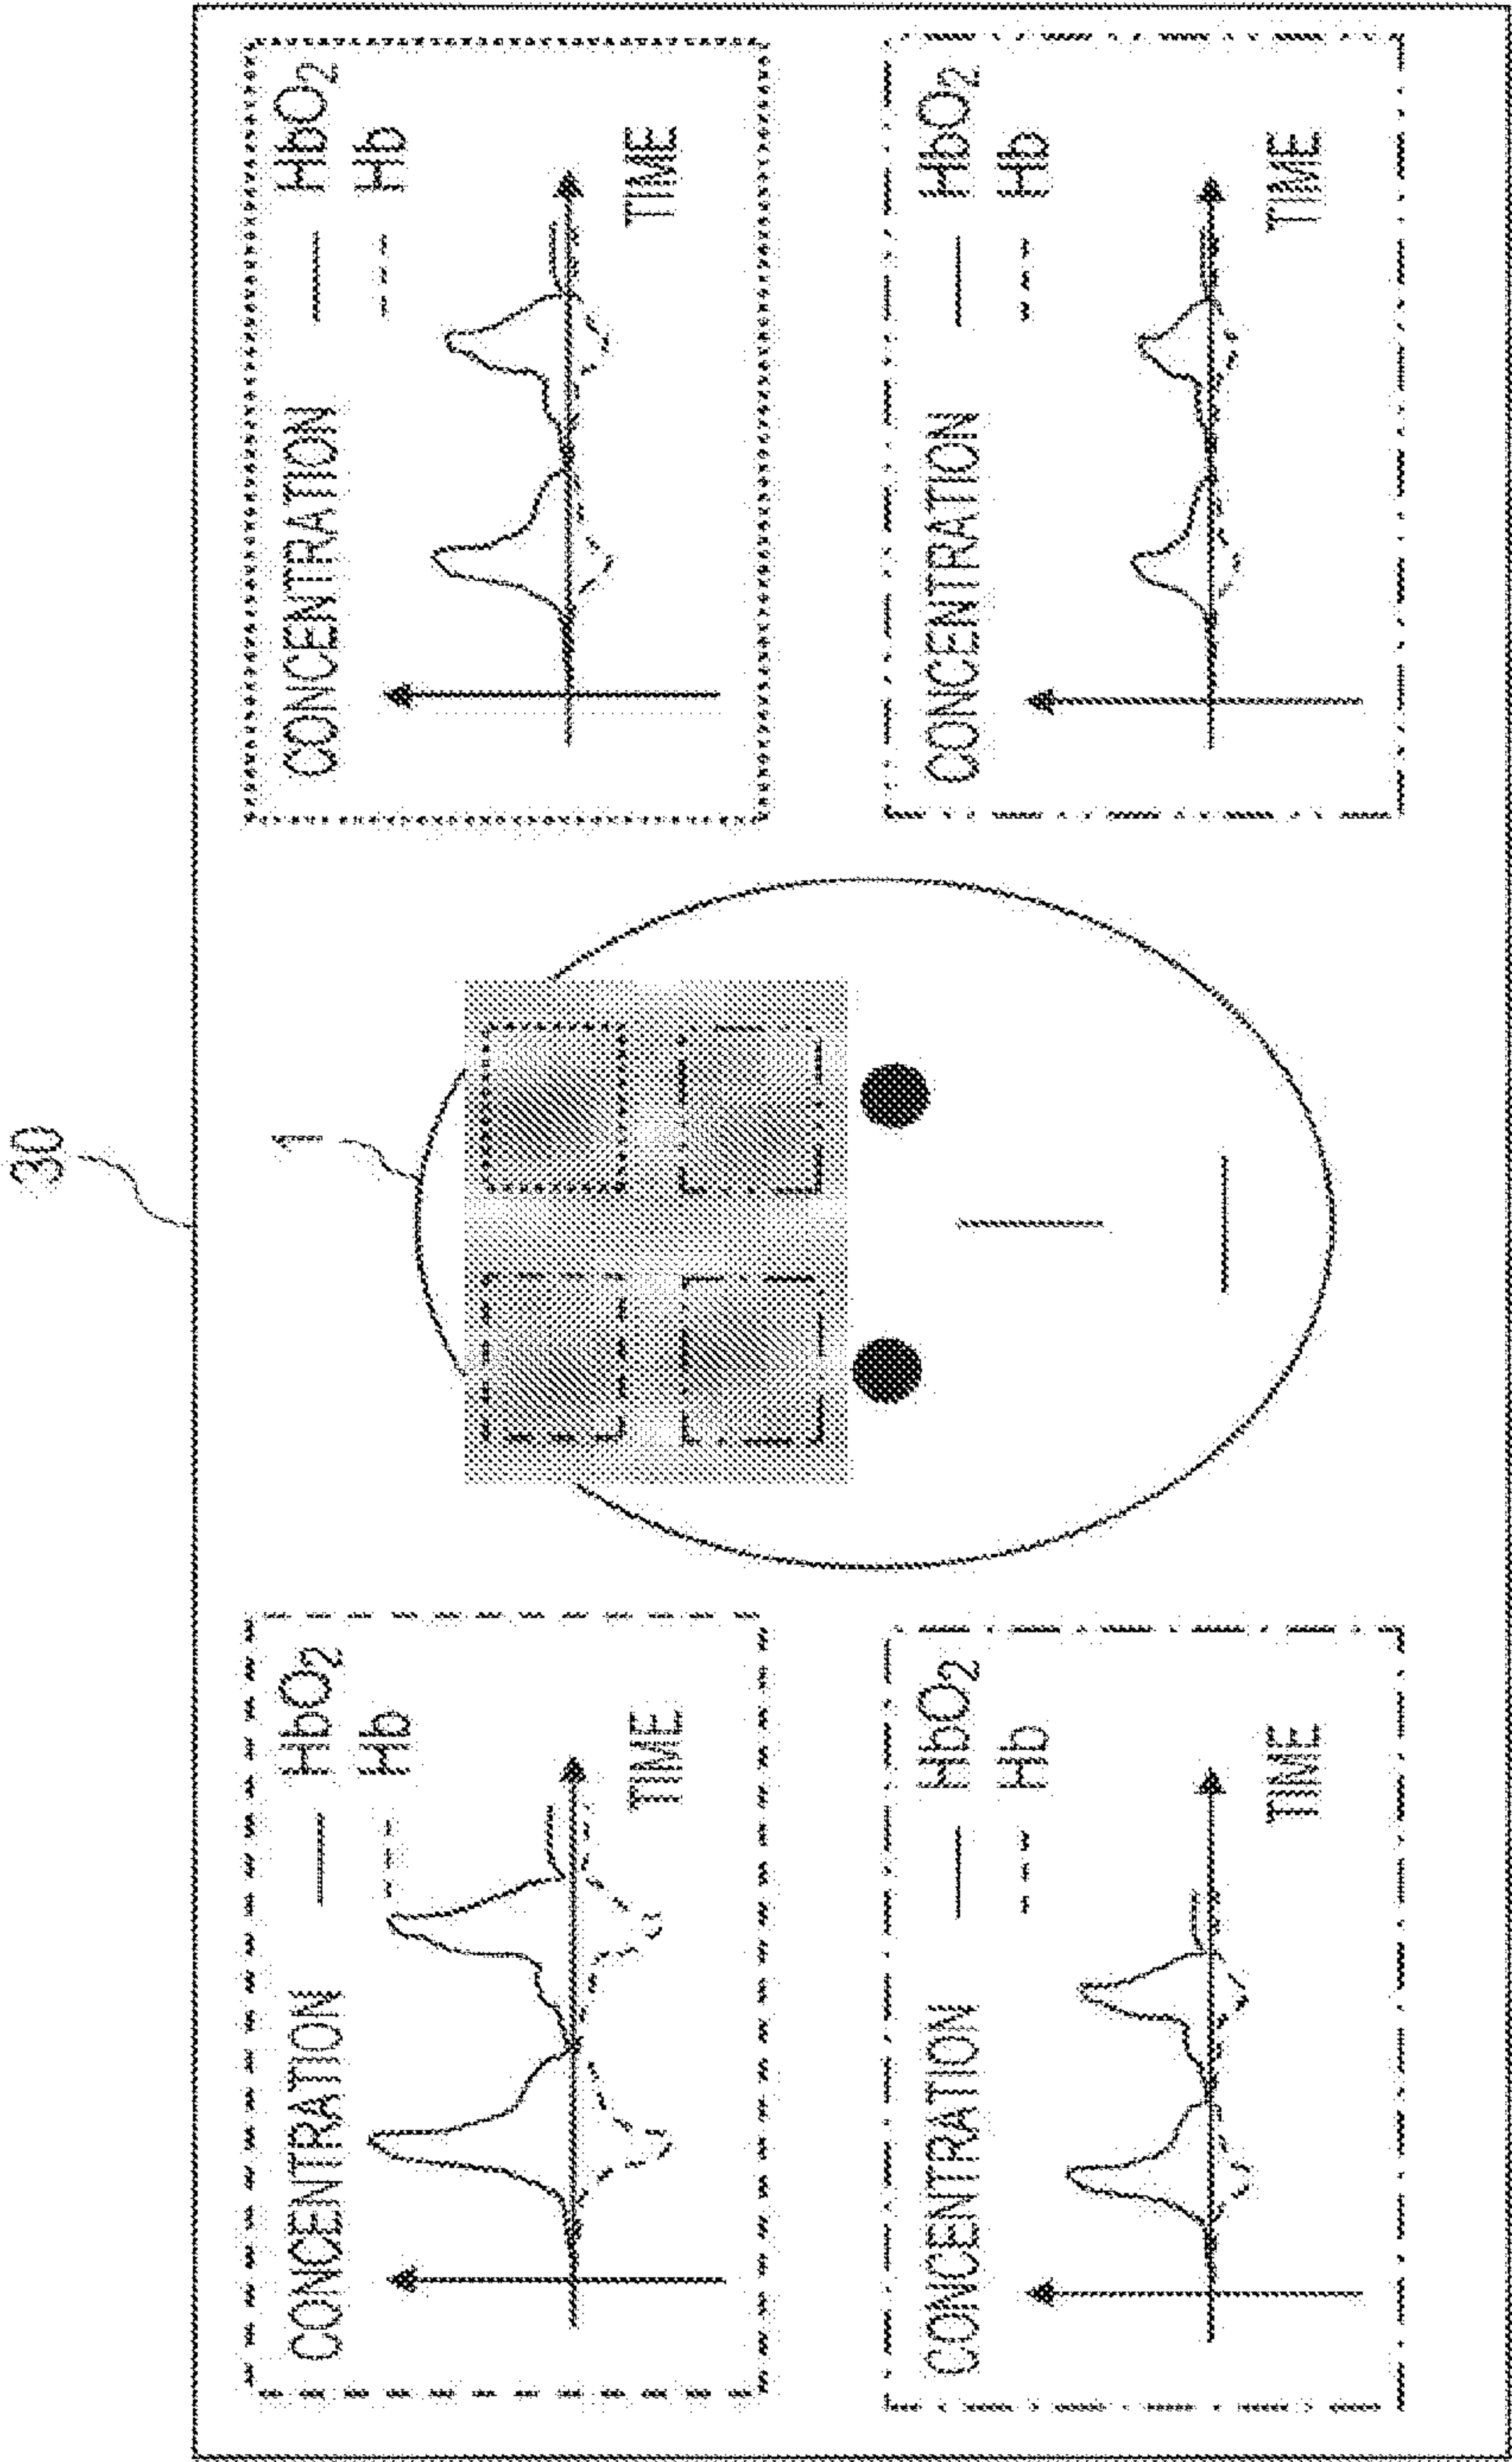 30
1
CONCENTRATION
HbO₂
Hb
TIME
CONCENTRATION
HbO₂
Hb
TIME
CONCENTRATION
HbO₂
Hb
TIME
CONCENTRATION
HbO₂
Hb
TIME